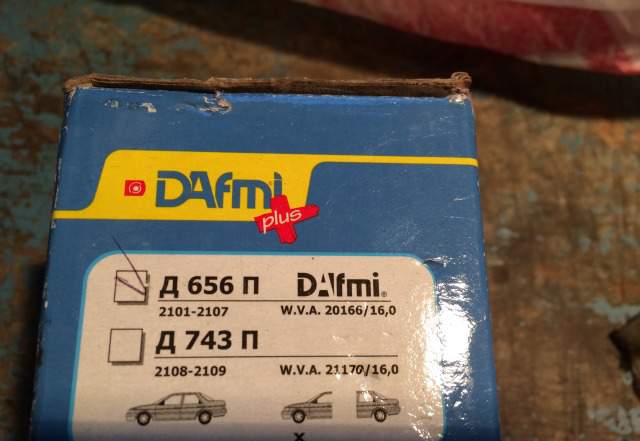 DAfmi
plus
Д 656 П DAfmi®
2101-2107 W.V.A. 20166/16,0
Д 743 П
2108-2109 W.V.A. 21170/16,0
x